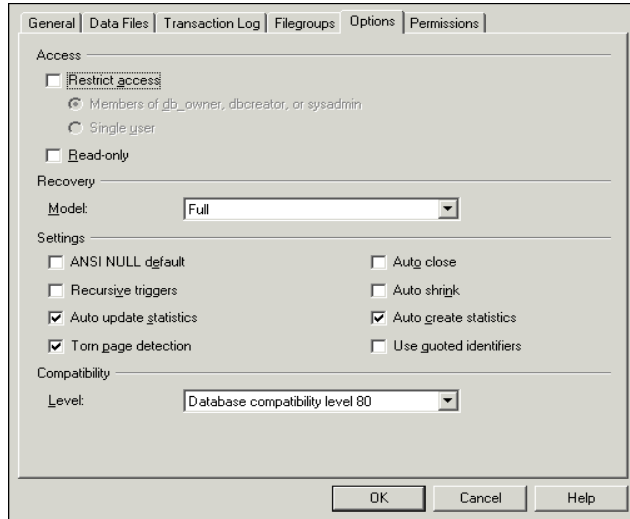 General Data Files Transaction Log Filegroups Options Permissions
Access
Restrict access
Members of db_owner, dbcreator, or sysadmin
Single user
Read-only
Recovery
Model: Full
Settings
ANSI NULL default Auto close
Recursive triggers Auto shrink
Auto update statistics Auto create statistics
Torn page detection Use quoted identifiers
Compatibility
Level: Database compatibility level 80
OK Cancel Help